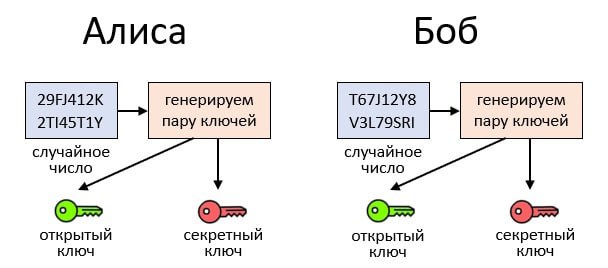 Алиса
29FJ412K
2TI45T1Y
генерируем
пару ключей
случайное
число
открытый
ключ
секретный
ключ
Боб
T67J12Y8
V3L79SRI
генерируем
пару ключей
случайное
число
открытый
ключ
секретный
ключ